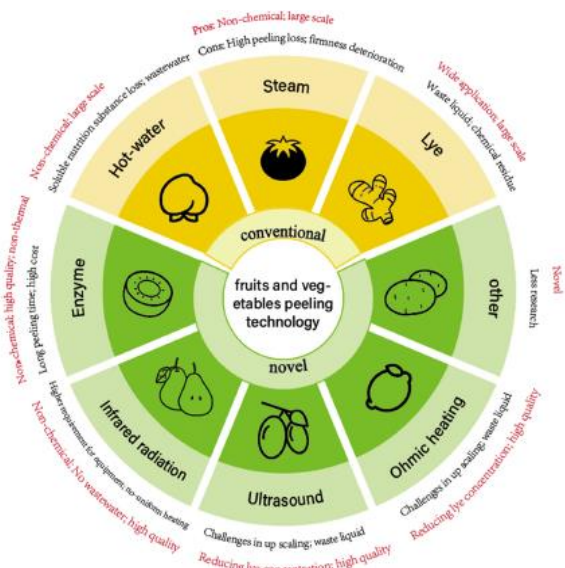 Pros: Non-chemical; large scale
Cons: High peeling loss; firmness deterioration
Steam
Wide application; large scale
Waste liquid; chemical residue
Lye
Novel
Less research
other
Ohmic heating
Challenges in up scaling; waste liquid
Reducing lye concentration; high quality
Ultrasound
Challenges in up scaling; waste liquid
Reducing lye concentration; high quality
Infrared radiation
Higher requirement for equipment; no-uniform heating
Non-chemical; No wastewater; high quality
Enzyme
Long peeling time; high cost
Non-chemical; high quality; non-thermal
Hot-water
Soluble nutrition substance loss; wastewater
Non-chemical; large scale
conventional
fruits and veg-
etables peeling
technology
novel